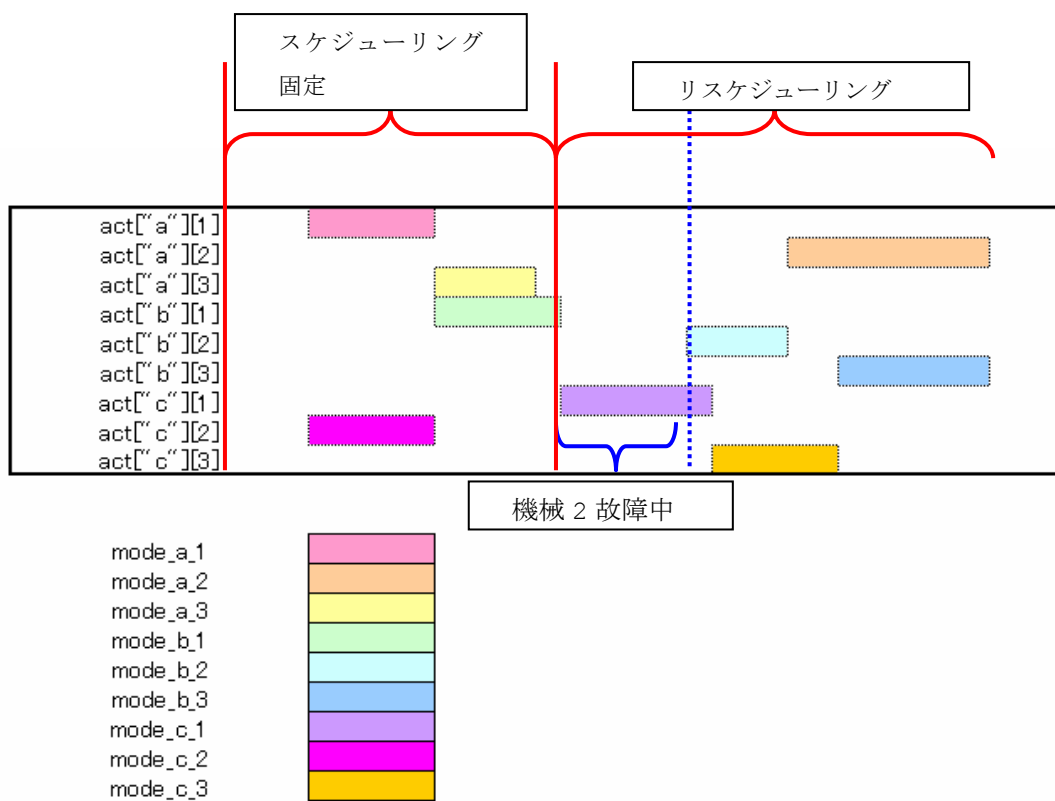 スケジューリング
固定
リスケジューリング
act["a"][1]
act["a"][2]
act["a"][3]
act["b"][1]
act["b"][2]
act["b"][3]
act["c"][1]
act["c"][2]
act["c"][3]
機械 2 故障中
mode_a_1
mode_a_2
mode_a_3
mode_b_1
mode_b_2
mode_b_3
mode_c_1
mode_c_2
mode_c_3